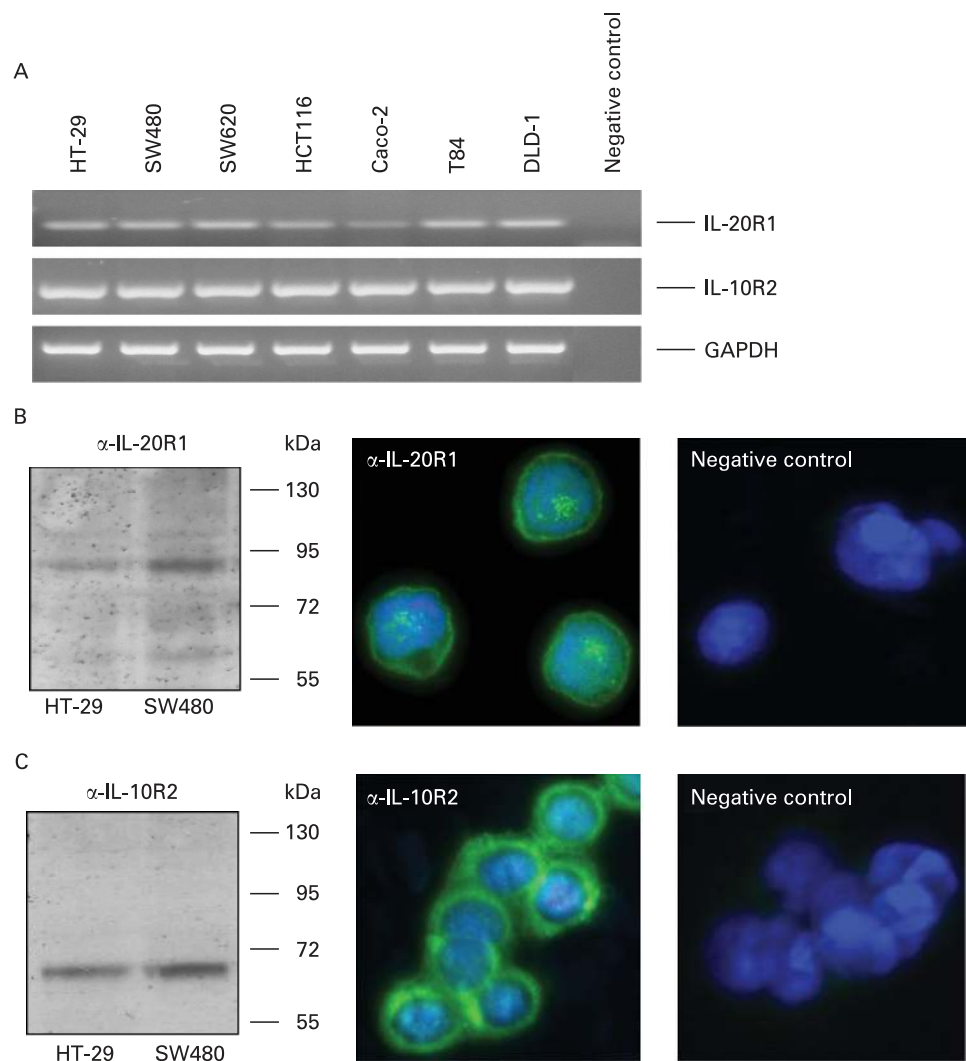 A
HT-29
SW480
SW620
HCT116
Caco-2
T84
DLD-1
Negative control
IL-20R1
IL-10R2
GAPDH
B
α-IL-20R1
kDa
130
95
72
55
HT-29 SW480
α-IL-20R1
Negative control
C
α-IL-10R2
kDa
130
95
72
55
HT-29 SW480
α-IL-10R2
Negative control